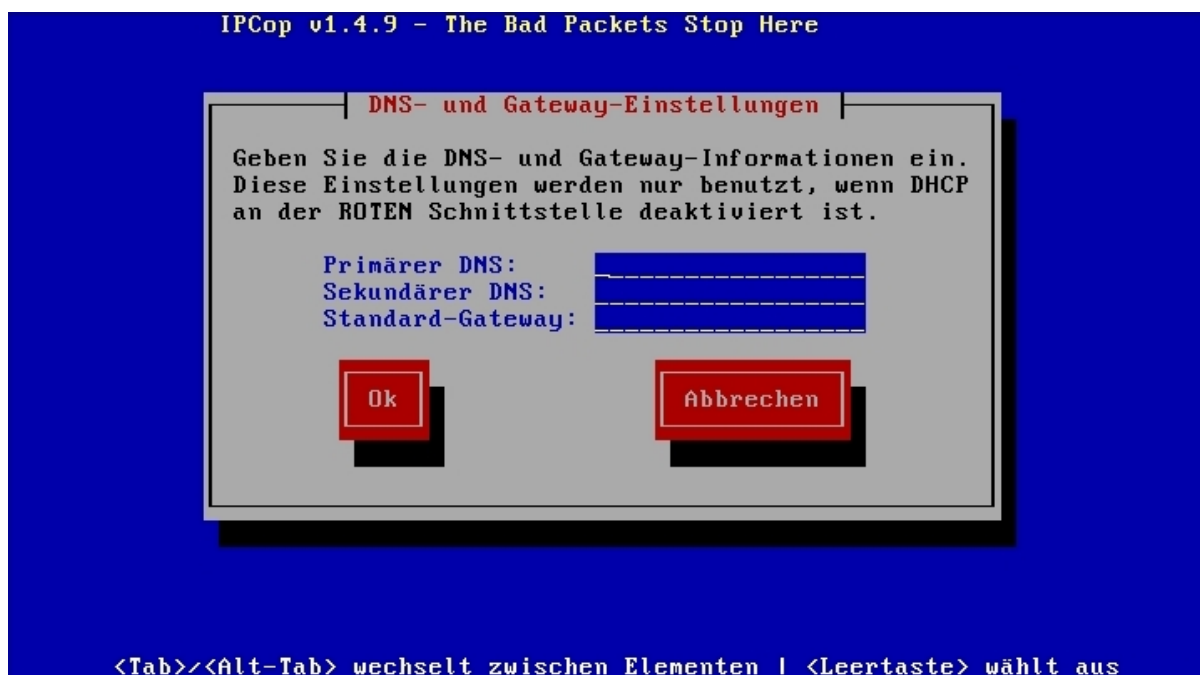 IPCop v1.4.9 - The Bad Packets Stop Here
DNS- und Gateway-Einstellungen
Geben Sie die DNS- und Gateway-Informationen ein.
Diese Einstellungen werden nur benutzt, wenn DHCP
an der ROTEN Schnittstelle deaktiviert ist.
Primärer DNS:
Sekundärer DNS:
Standard-Gateway:
Ok
Abbrechen
<Tab>/<Alt-Tab> wechselt zwischen Elementen | <Leertaste> wählt aus